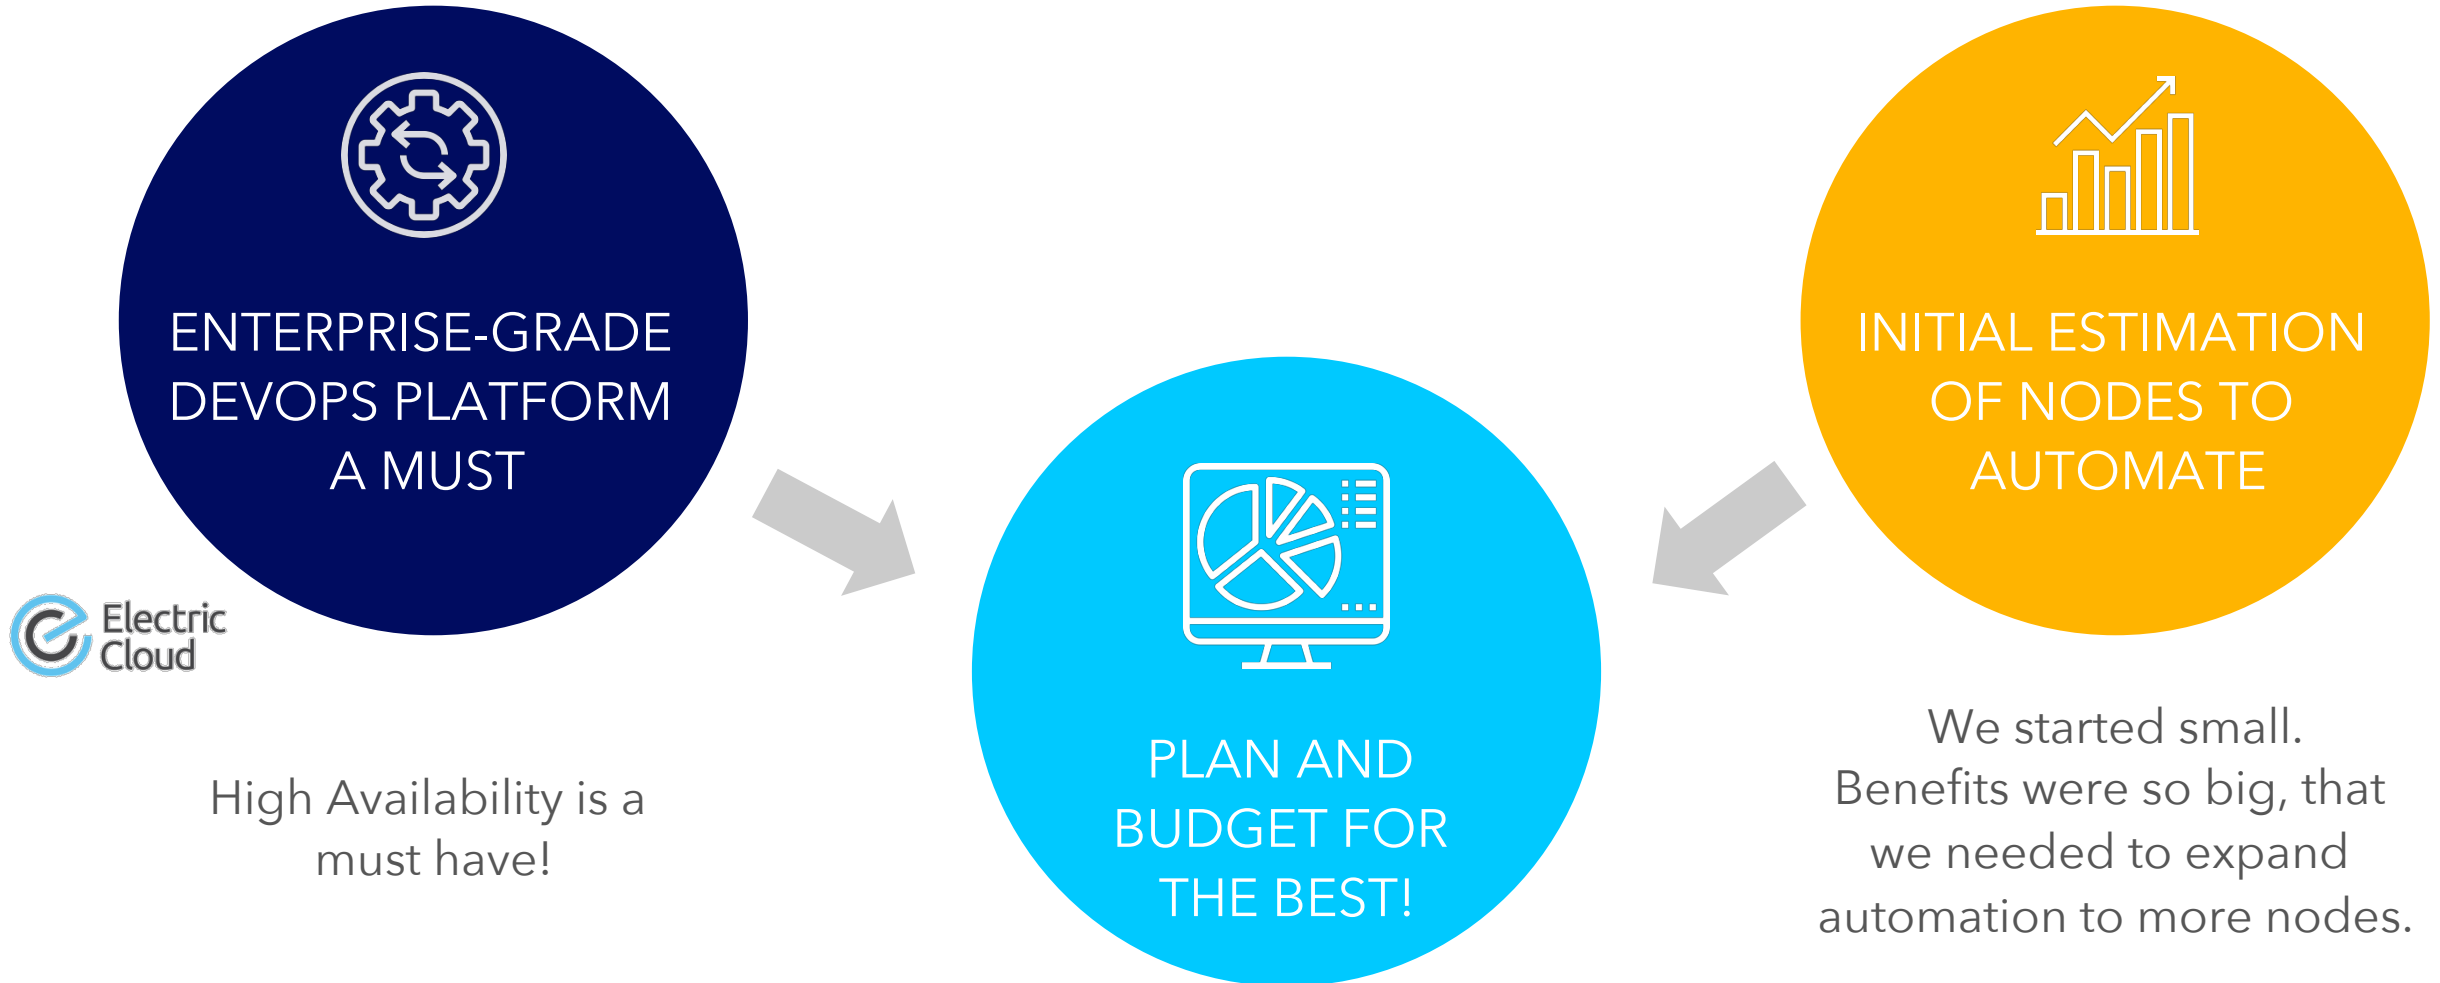 ENTERPRISE-GRADE
DEVOPS PLATFORM
A MUST
Electric
Cloud
High Availability is a
must have!
PLAN AND
BUDGET FOR
THE BEST!
INITIAL ESTIMATION
OF NODES TO
AUTOMATE
We started small.
Benefits were so big, that
we needed to expand
automation to more nodes.